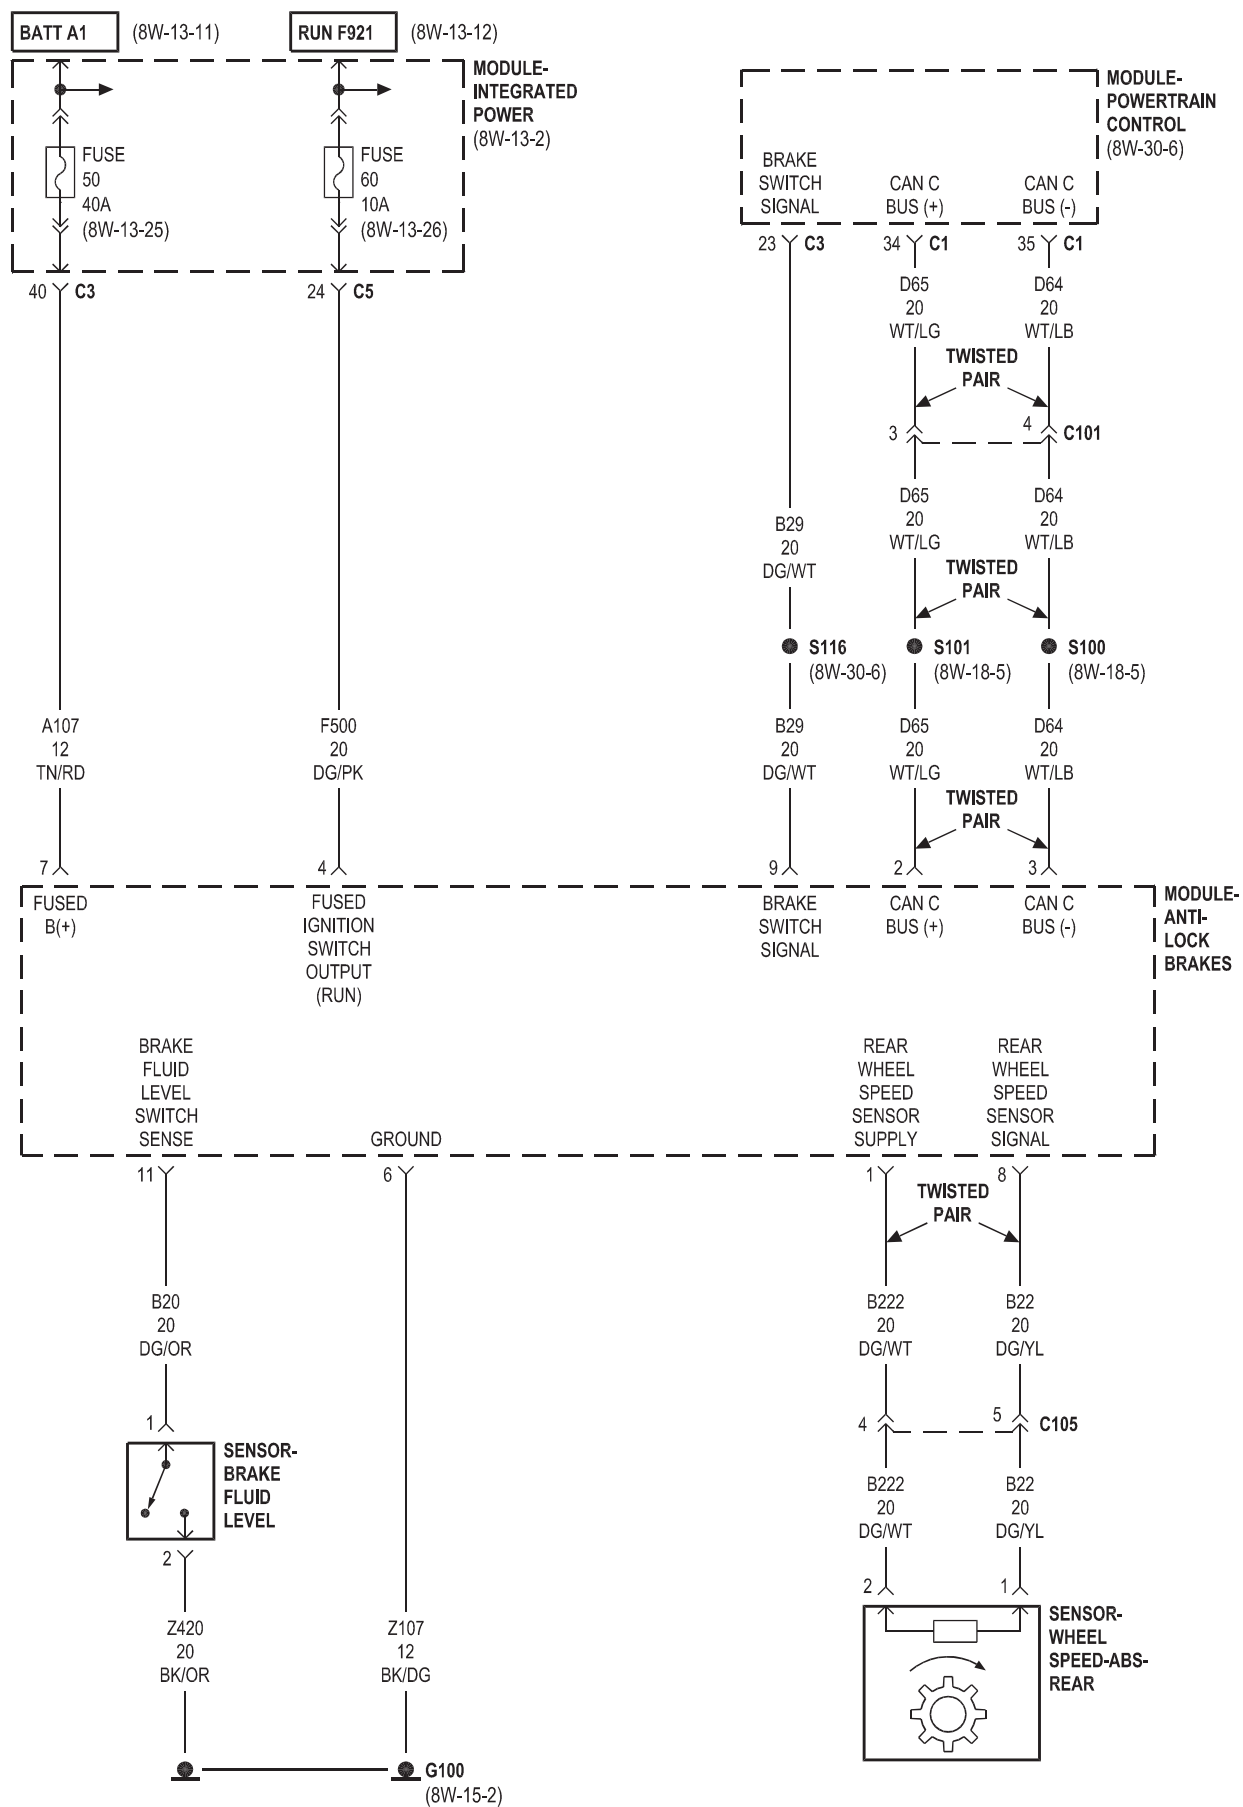 BATT A1 (8W-13-11)
RUN F921 (8W-13-12)
MODULE-
INTEGRATED
POWER
(8W-13-2)
FUSE
50
40A
(8W-13-25)
FUSE
60
10A
(8W-13-26)
40 C3
24 C5
MODULE-
POWERTRAIN
CONTROL
(8W-30-6)
BRAKE
SWITCH
SIGNAL
CAN C
BUS (+)
CAN C
BUS (-)
23 C3
34 C1
35 C1
D65
20
WT/LG
D64
20
WT/LB
TWISTED
PAIR
3
4
C101
B29
20
DG/WT
D65
20
WT/LG
D64
20
WT/LB
TWISTED
PAIR
S116
(8W-30-6)
S101
(8W-18-5)
S100
(8W-18-5)
A107
12
TN/RD
F500
20
DG/PK
B29
20
DG/WT
D65
20
WT/LG
D64
20
WT/LB
TWISTED
PAIR
7
4
9
2
3
FUSED
B(+)
FUSED
IGNITION
SWITCH
OUTPUT
(RUN)
BRAKE
SWITCH
SIGNAL
CAN C
BUS (+)
CAN C
BUS (-)
MODULE-
ANTI-
LOCK
BRAKES
BRAKE
FLUID
LEVEL
SWITCH
SENSE
GROUND
REAR
WHEEL
SPEED
SENSOR
SUPPLY
REAR
WHEEL
SPEED
SENSOR
SIGNAL
11
6
1
8
TWISTED
PAIR
B20
20
DG/OR
B222
20
DG/WT
B22
20
DG/YL
1
4
5
C105
SENSOR-
BRAKE
FLUID
LEVEL
B222
20
DG/WT
B22
20
DG/YL
2
2
1
Z420
20
BK/OR
Z107
12
BK/DG
SENSOR-
WHEEL
SPEED-ABS-
REAR
G100
(8W-15-2)